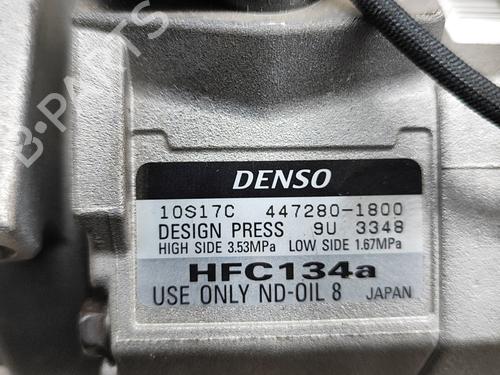 B-PARTS
DENSO
10S17C 447280-1800
DESIGN PRESS 9U 3348
HIGH SIDE 3.53MPa LOW SIDE 1.67MPa
HFC134a
USE ONLY ND-OIL 8 JAPAN